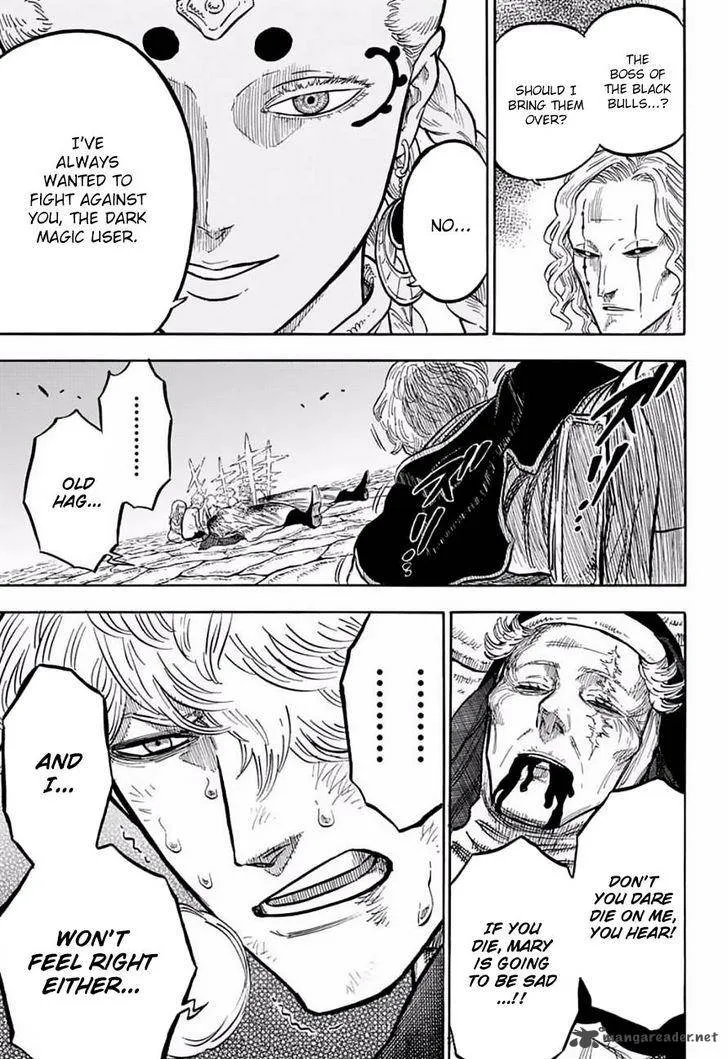 THE
BOSS OF
THE BLACK
BULLS...?
SHOULD I
BRING THEM
OVER?
NO...
I'VE
ALWAYS
WANTED TO
FIGHT AGAINST
YOU, THE DARK
MAGIC USER.
.........
OLD
HAG...
DON'T
YOU DARE
DIE ON ME,
YOU HEAR!
IF YOU
DIE, MARY
IS GOING
TO BE
SAD
...!!
.........
AND
I...
WON'T
FEEL RIGHT
EITHER...
mangareader.net